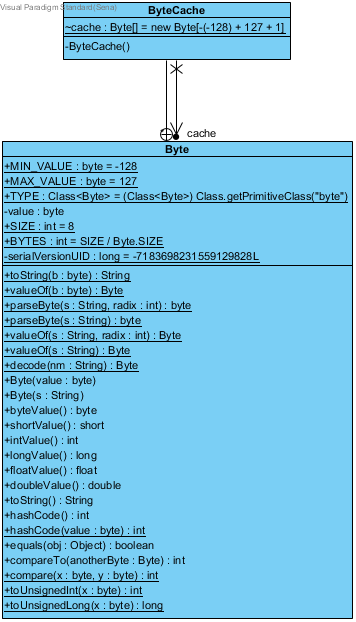 Visual Paradigm Standard(Sena)
ByteCache
~cache : Byte[] = new Byte[-(-128) + 127 + 1]
-ByteCache()
cache
Byte
+MIN_VALUE : byte = -128
+MAX_VALUE : byte = 127
+TYPE : Class<Byte> = (Class<Byte>) Class.getPrimitiveClass("byte")
-value : byte
+SIZE : int = 8
+BYTES : int = SIZE / Byte.SIZE
-serialVersionUID : long = -7183698231559129828L
+toString(b : byte) : String
+valueOf(b : byte) : Byte
+parseByte(s : String, radix : int) : byte
+parseByte(s : String) : byte
+valueOf(s : String, radix : int) : Byte
+valueOf(s : String) : Byte
+decode(nm : String) : Byte
+Byte(value : byte)
+Byte(s : String)
+byteValue() : byte
+shortValue() : short
+intValue() : int
+longValue() : long
+floatValue() : float
+doubleValue() : double
+toString() : String
+hashCode() : int
+hashCode(value : byte) : int
+equals(obj : Object) : boolean
+compareTo(anotherByte : Byte) : int
+compare(x : byte, y : byte) : int
+toUnsignedInt(x : byte) : int
+toUnsignedLong(x : byte) : long